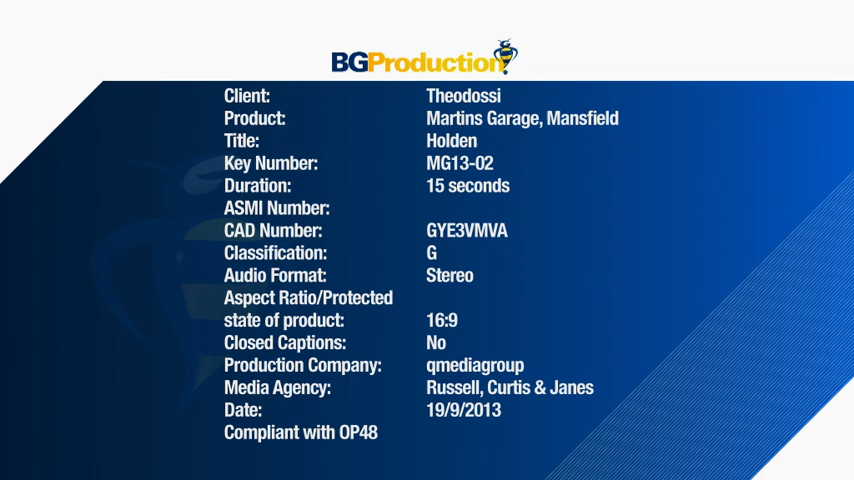 BGProduction
Client: Theodossi
Product: Martins Garage, Mansfield
Title: Holden
Key Number: MG13-02
Duration: 15 seconds
ASMI Number:
CAD Number: GYE3VMVA
Classification: G
Audio Format: Stereo
Aspect Ratio/Protected
state of product: 16:9
Closed Captions: No
Production Company: qmediagroup
Media Agency: Russell, Curtis & Janes
Date: 19/9/2013
Compliant with OP48